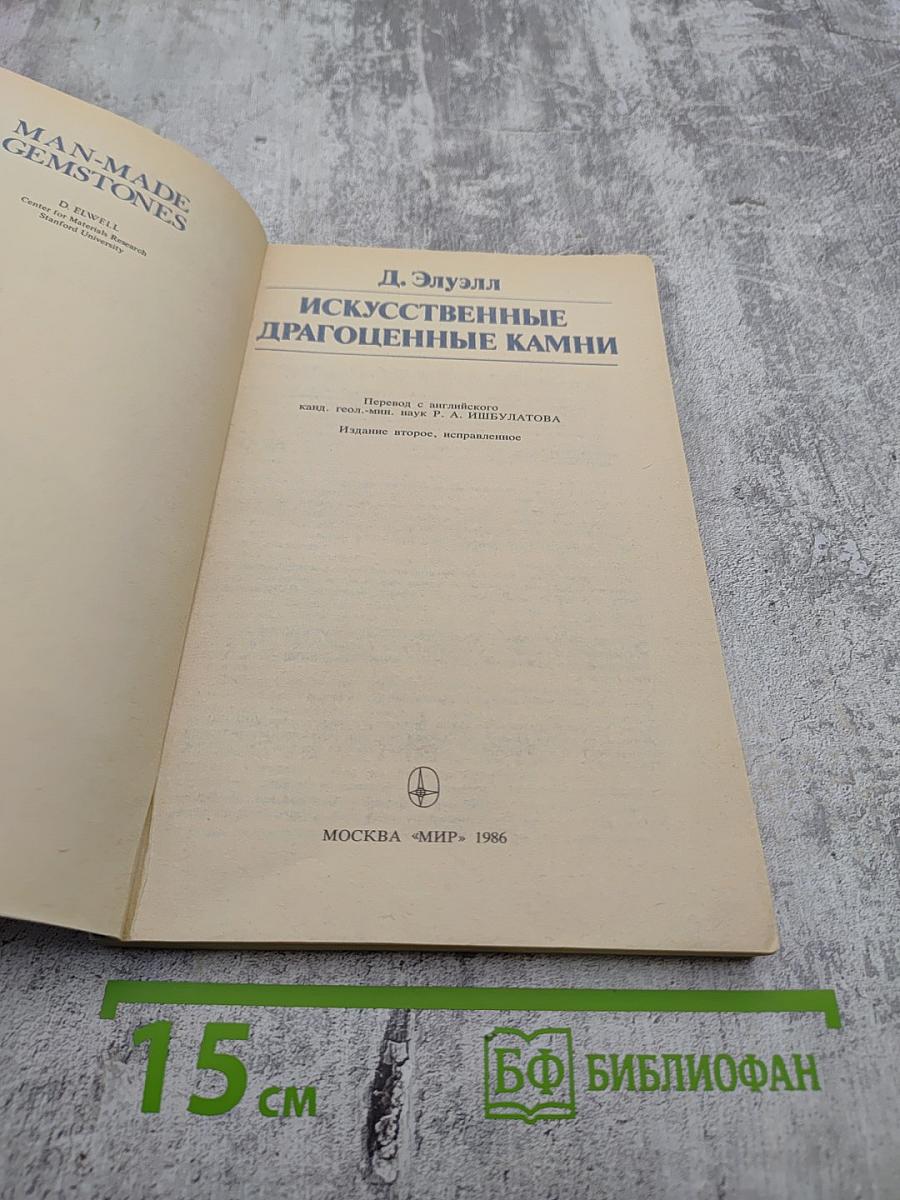 MAN-MADE
GEMSTONES
D. ELWELL
Center for Materials Research
Stanford University
Д. Элуэлл
ИСКУССТВЕННЫЕ
ДРАГОЦЕННЫЕ КАМНИ
Перевод с английского
канд. геол.-мин. наук Р. А. ИШБУЛАТОВА
Издание второе, исправленное
МОСКВА «МИР» 1986
15 см
БФ БИБЛИОФАН